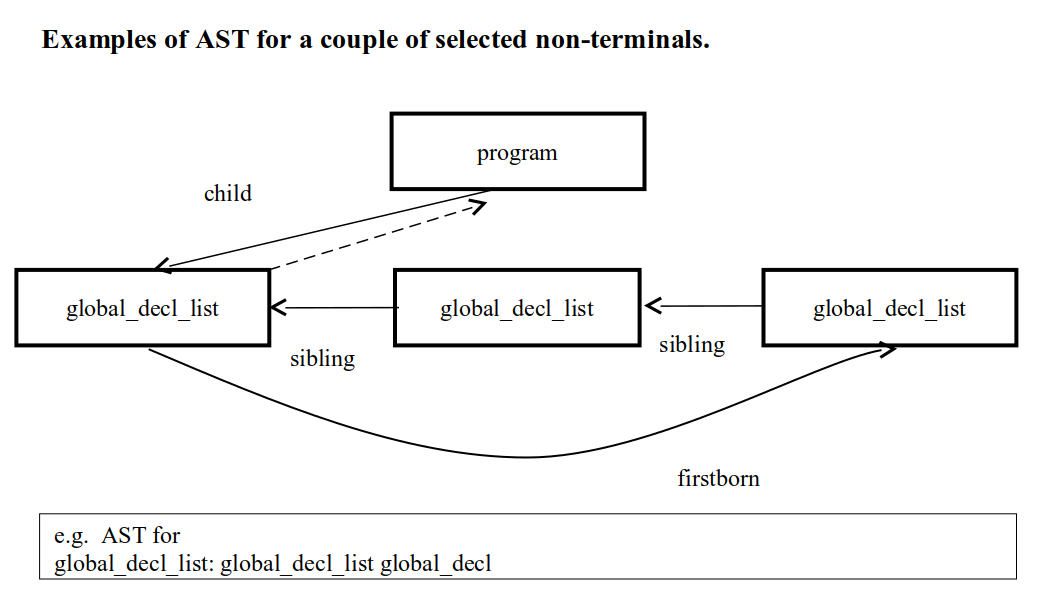 Examples of AST for a couple of selected non-terminals.
program
child
global_decl_list
global_decl_list
global_decl_list
sibling
sibling
firstborn
e.g. AST for
global_decl_list: global_decl_list global_decl